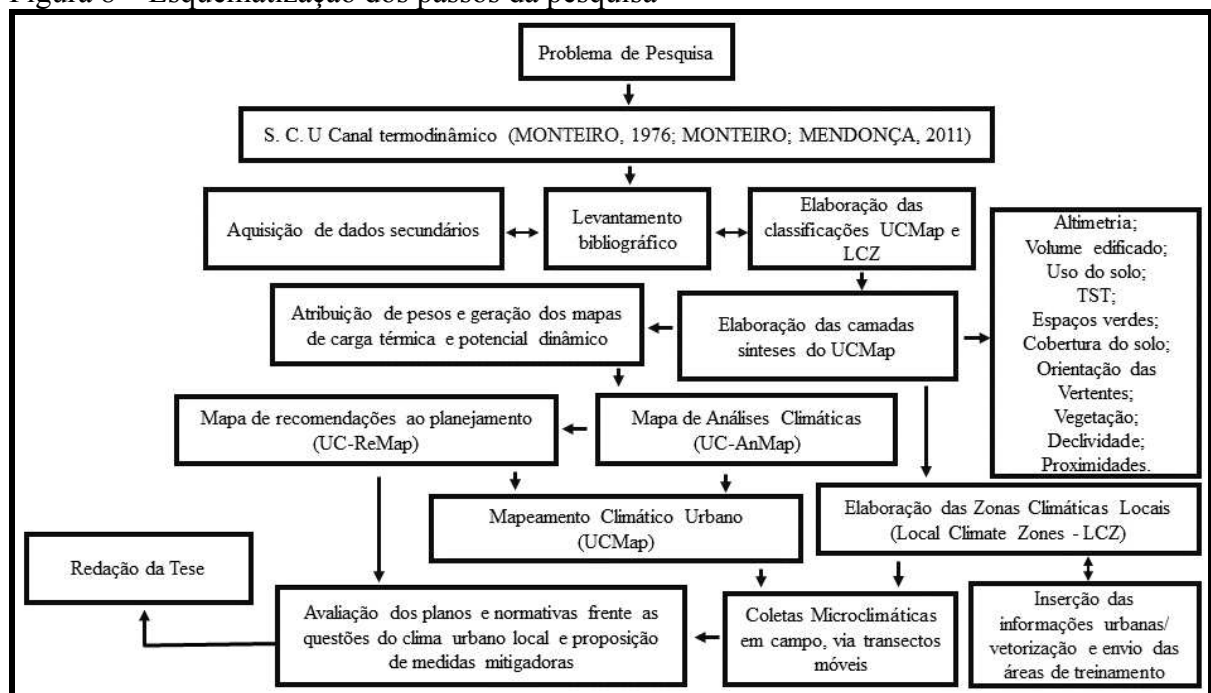 Figura 8 – Esquematização dos passos da pesquisa
Problema de Pesquisa
S. C. U Canal termodinâmico (MONTEIRO, 1976; MONTEIRO; MENDONÇA, 2011)
Aquisição de dados secundários
Levantamento
bibliográfico
Elaboração das
classificações UCMap e
LCZ
Altimetria;
Volume edificado;
Uso do solo;
TST;
Espaços verdes;
Cobertura do solo;
Orientação das
Vertentes;
Vegetação;
Declividade;
Proximidades.
Atribuição de pesos e geração dos mapas
de carga térmica e potencial dinâmico
Elaboração das camadas
sínteses do UCMap
Mapa de recomendações ao planejamento
(UC-ReMap)
Mapa de Análises Climáticas
(UC-AnMap)
Mapeamento Climático Urbano
(UCMap)
Elaboração das Zonas Climáticas Locais
(Local Climate Zones - LCZ)
Redação da Tese
Avaliação dos planos e normativas frente as
questões do clima urbano local e proposição
de medidas mitigadoras
Coletas Microclimáticas
em campo, via transectos
móveis
Inserção das
informações urbanas/
vetorização e envio das
áreas de treinamento